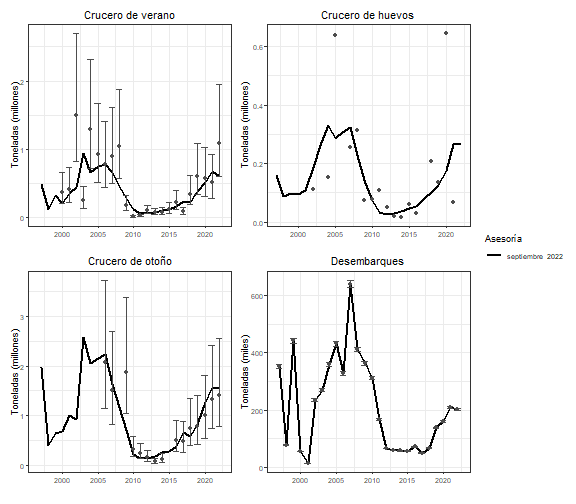 Crucero de verano
Toneladas (millones)
2
1
0
2000 2005 2010 2015 2020
Crucero de huevos
Toneladas (millones)
0.6
0.4
0.2
0.0
2000 2005 2010 2015 2020
Crucero de otoño
Toneladas (millones)
3
2
1
0
2000 2005 2010 2015 2020
Desembarques
Toneladas (miles)
600
400
200
0
2000 2005 2010 2015 2020
Asesoría
septiembre 2022